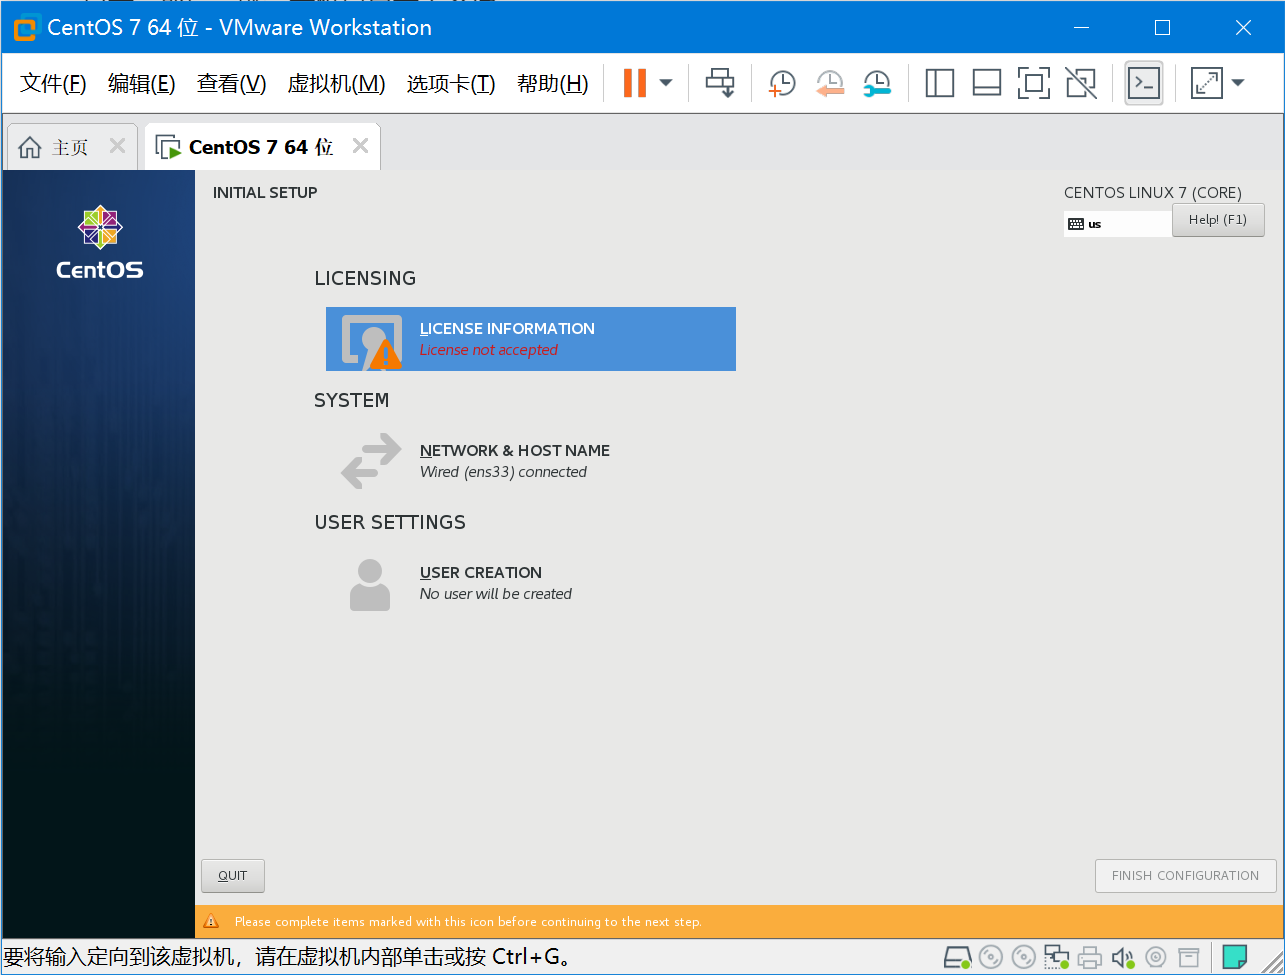 CentOS 7 64 位 - VMware Workstation
文件(F) 编辑(E) 查看(V) 虚拟机(M) 选项卡(T) 帮助(H)
主页 CentOS 7 64 位
CentOS
INITIAL SETUP
CENTOS LINUX 7 (CORE)
us
Help! (F1)
LICENSING
LICENSE INFORMATION
License not accepted
SYSTEM
NETWORK & HOST NAME
Wired (ens33) connected
USER SETTINGS
USER CREATION
No user will be created
QUIT
FINISH CONFIGURATION
Please complete items marked with this icon before continuing to the next step.
要将输入定向到该虚拟机，请在虚拟机内部单击或按 Ctrl+G。